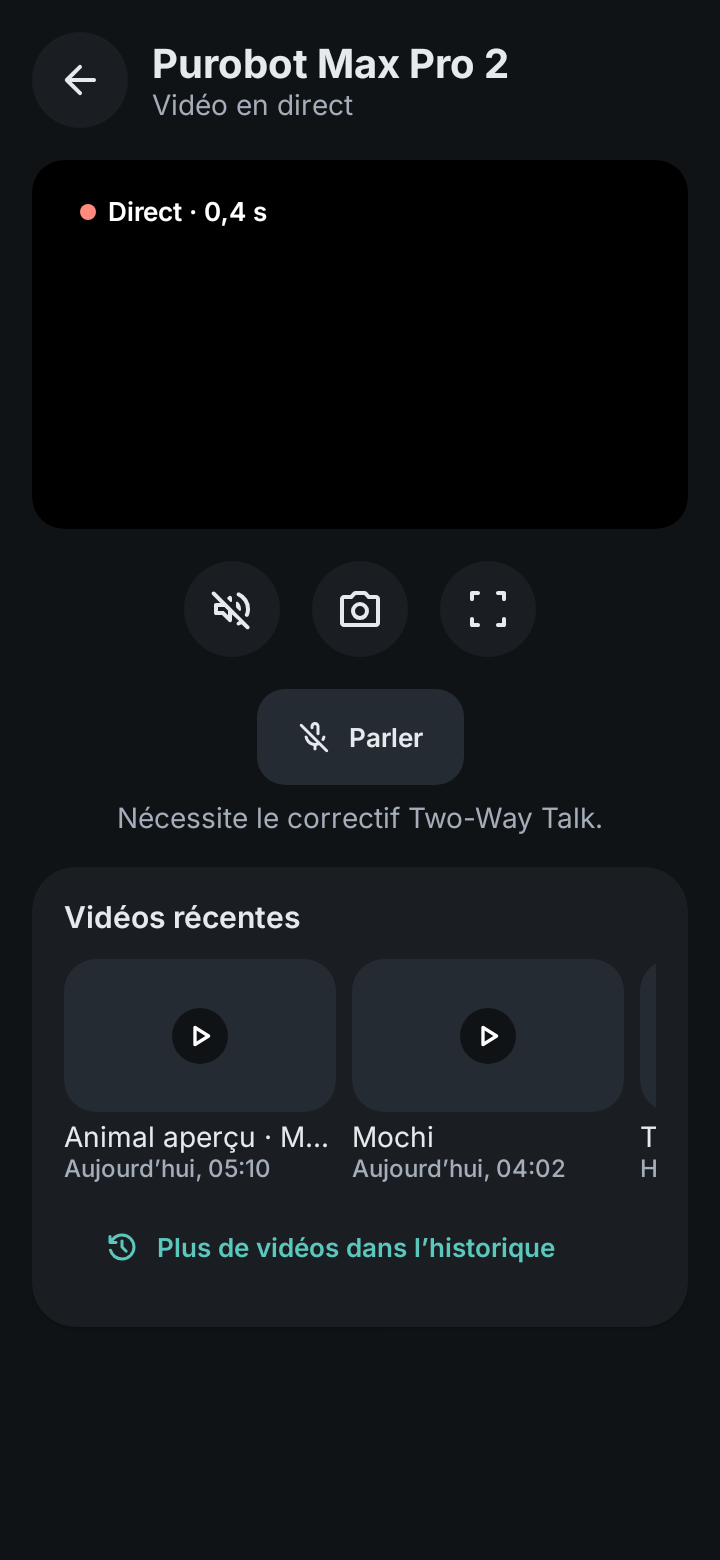 Purobot Max Pro 2
Vidéo en direct
Direct · 0,4 s
Parler
Nécessite le correctif Two-Way Talk.
Vidéos récentes
Animal aperçu · M…
Aujourd’hui, 05:10
Mochi
Aujourd’hui, 04:02
T
H
Plus de vidéos dans l’historique